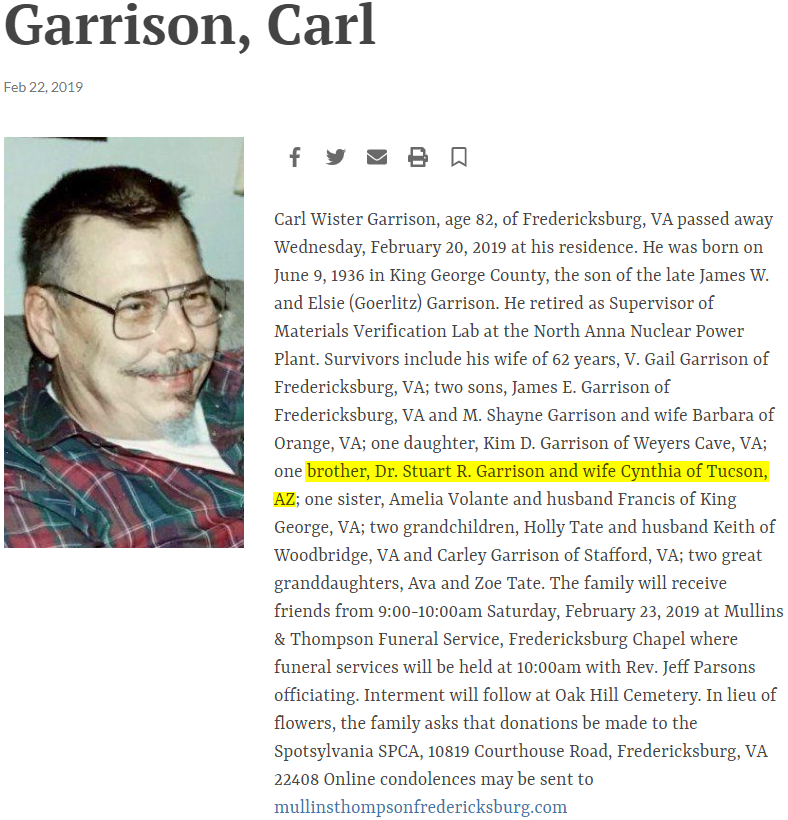 Garrison, Carl
Feb 22, 2019
Carl Wister Garrison, age 82, of Fredericksburg, VA passed away
Wednesday, February 20, 2019 at his residence. He was born on
June 9, 1936 in King George County, the son of the late James W.
and Elsie (Goerlitz) Garrison. He retired as Supervisor of
Materials Verification Lab at the North Anna Nuclear Power
Plant. Survivors include his wife of 62 years, V. Gail Garrison of
Fredericksburg, VA; two sons, James E. Garrison of
Fredericksburg, VA and M. Shayne Garrison and wife Barbara of
Orange, VA; one daughter, Kim D. Garrison of Weyers Cave, VA;
one brother, Dr. Stuart R. Garrison and wife Cynthia of Tucson,
AZ; one sister, Amelia Volante and husband Francis of King
George, VA; two grandchildren, Holly Tate and husband Keith of
Woodbridge, VA and Carley Garrison of Stafford, VA; two great
granddaughters, Ava and Zoe Tate. The family will receive
friends from 9:00-10:00am Saturday, February 23, 2019 at Mullins
& Thompson Funeral Service, Fredericksburg Chapel where
funeral services will be held at 10:00am with Rev. Jeff Parsons
officiating. Interment will follow at Oak Hill Cemetery. In lieu of
flowers, the family asks that donations be made to the
Spotsylvania SPCA, 10819 Courthouse Road, Fredericksburg, VA
22408 Online condolences may be sent to
mullinsthompsonfredericksburg.com